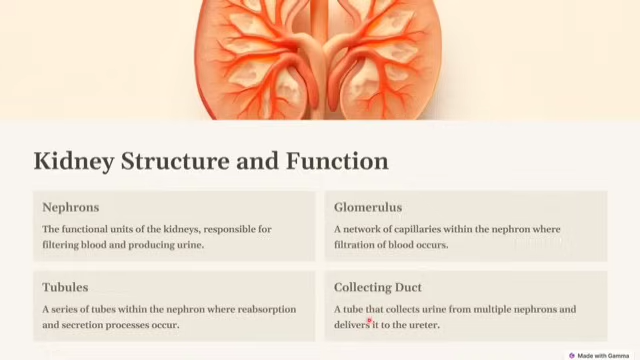 Kidney Structure and Function
Nephrons
The functional units of the kidneys, responsible for
filtering blood and producing urine.
Glomerulus
A network of capillaries within the nephron where
filtration of blood occurs.
Tubules
A series of tubes within the nephron where reabsorption
and secretion processes occur.
Collecting Duct
A tube that collects urine from multiple nephrons and
delivers it to the ureter.
Made with Gamma